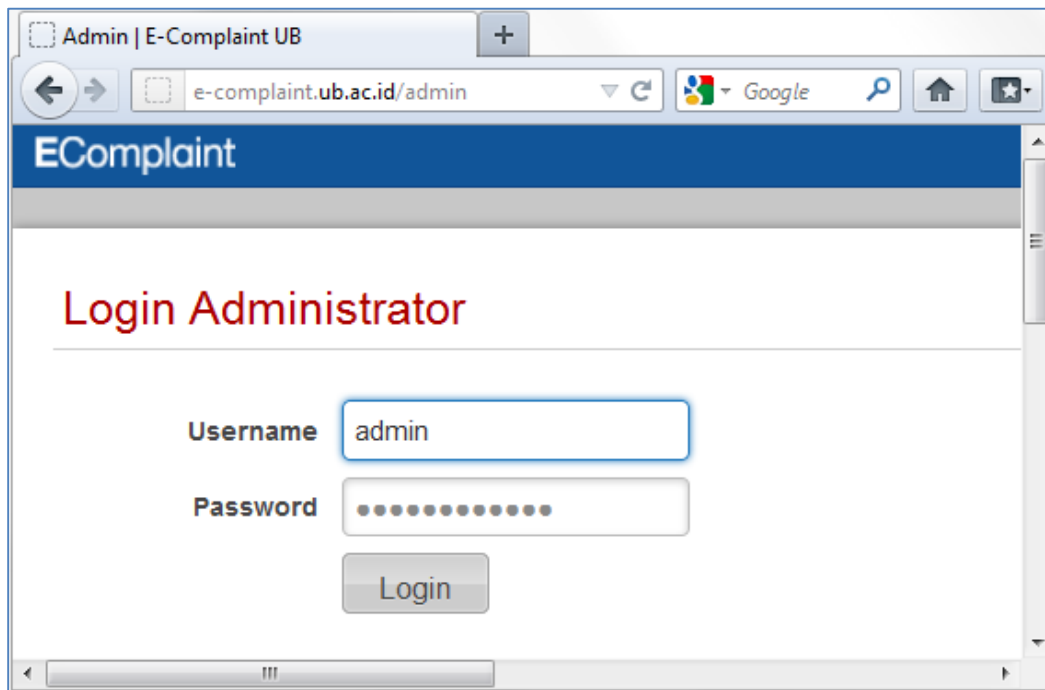 Admin | E-Complaint UB
e-complaint.ub.ac.id/admin
Google
EComplaint
Login Administrator
Username admin
Password ●●●●●●●●●●●●
Login